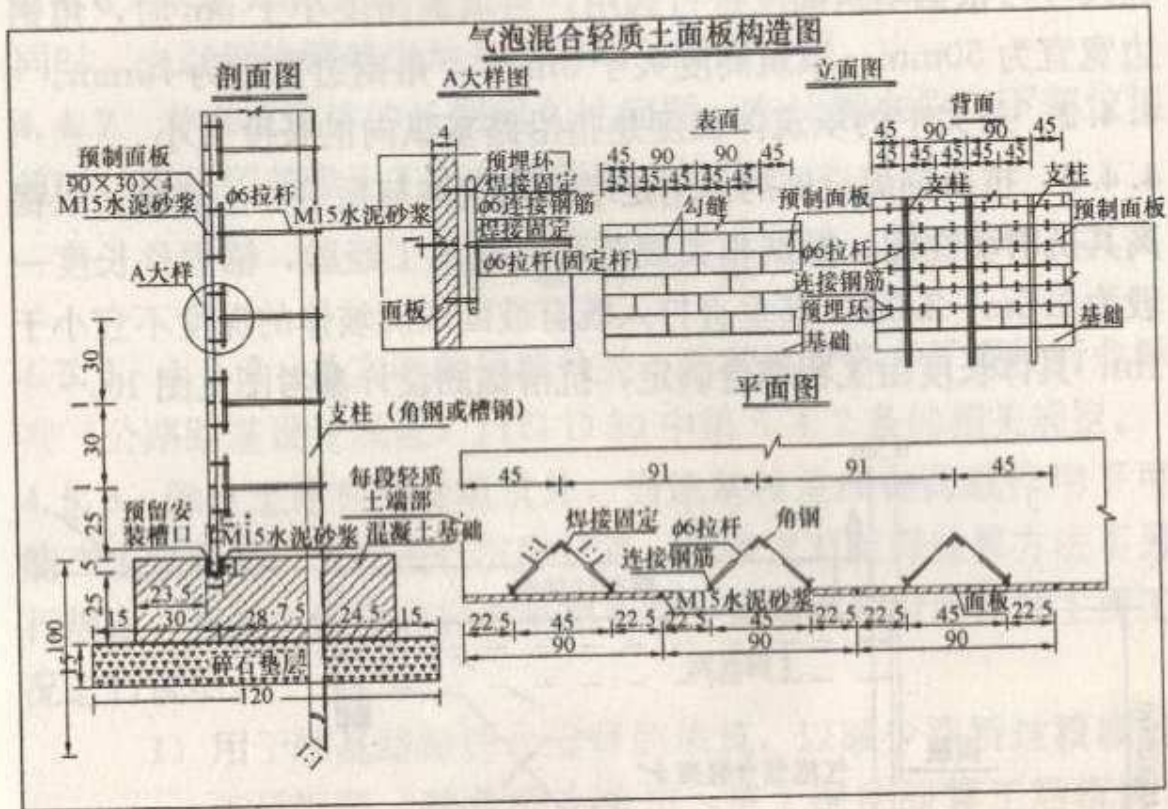 气泡混合轻质土面板构造图
剖面图
A大样图
立面图
预制面板
90×30×4
M15水泥砂浆
φ6拉杆
M15水泥砂浆
A大样
30
1
30
1
25
5
25
100
15
支柱（角钢或槽钢）
每段轻质
土端部
混凝土基础
预留安
装槽口
M15水泥砂浆
23.5
7.5
15
30
28
24.5
15
碎石垫层
120
1:1
4
预埋环
焊接固定
φ6连接钢筋
焊接固定
φ6拉杆(固定杆)
面板
表面
45 90 90 45
45 45 45 45 45
勾缝
预制面板
基础
背面
45 90 90 45
45 45 45 45 45
支柱
支柱
预制面板
φ6拉杆
连接钢筋
预埋环
基础
平面图
45 91 91 45
焊接固定
φ6拉杆
角钢
连接钢筋
1:1
1:1
M15水泥砂浆
面板
22.5 45 22.5 22.5 45 22.5 22.5 45 22.5
90 90 90